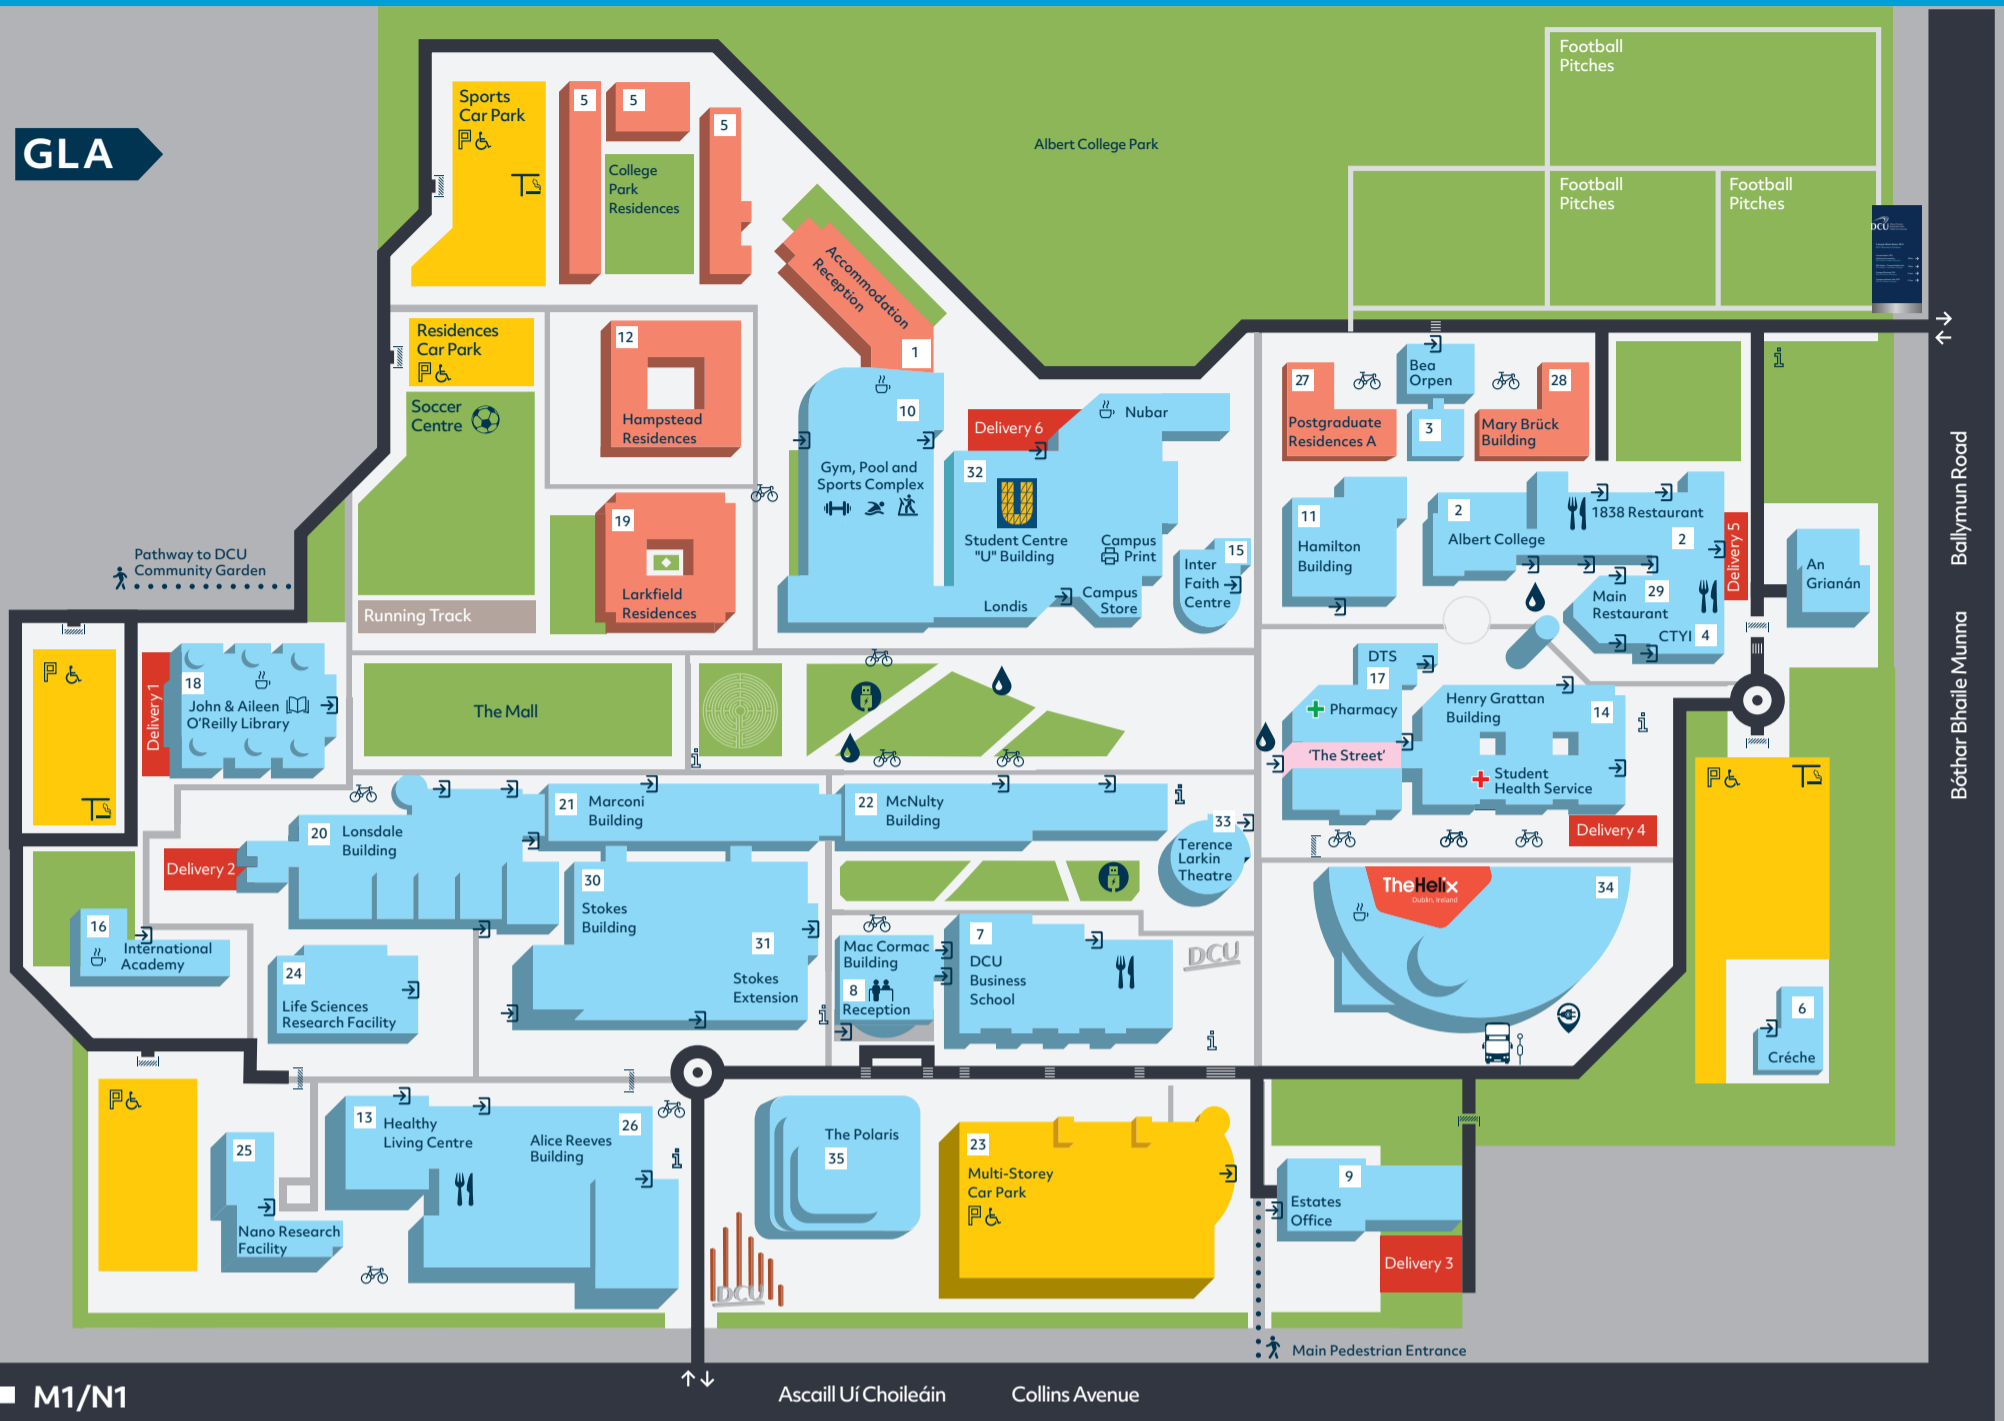 GLA
Sports
Car Park
5
5
5
College
Park
Residences
Albert College Park
Football
Pitches
Football
Pitches
Football
Pitches
DCU
Accommodation
Reception
1
Residences
Car Park
Soccer
Centre
12
Hampstead
Residences
10
Gym, Pool and
Sports Complex
Delivery 6
Nubar
32
U
Student Centre
"U" Building
Campus
Print
Londis
Campus
Store
15
Inter
Faith
Centre
27
Postgraduate
Residences A
Bea
Orpen
3
28
Mary Brück
Building
11
Hamilton
Building
2
Albert College
1838 Restaurant
2
Delivery 5
29
Main
Restaurant
CTYI
4
An
Grianán
Ballymun Road
Bóthar Bhaile Munna
19
Larkfield
Residences
Running Track
Pathway to DCU
Community Garden
Delivery 1
18
John & Aileen
O'Reilly Library
The Mall
DTS
17
Pharmacy
'The Street'
Henry Grattan
Building
14
Student
Health Service
Delivery 4
20
Lonsdale
Building
21
Marconi
Building
22
McNulty
Building
33
Terence
Larkin
Theatre
Delivery 2
30
Stokes
Building
31
Stokes
Extension
16
International
Academy
24
Life Sciences
Research Facility
Mac Cormac
Building
8
Reception
7
DCU
Business
School
DCU
TheHelix
Dublin, Ireland
34
6
Créche
13
Healthy
Living Centre
26
Alice Reeves
Building
25
Nano Research
Facility
The Polaris
35
23
Multi-Storey
Car Park
9
Estates
Office
Delivery 3
DCU
Main Pedestrian Entrance
M1/N1
Ascaill Uí Choileáin
Collins Avenue